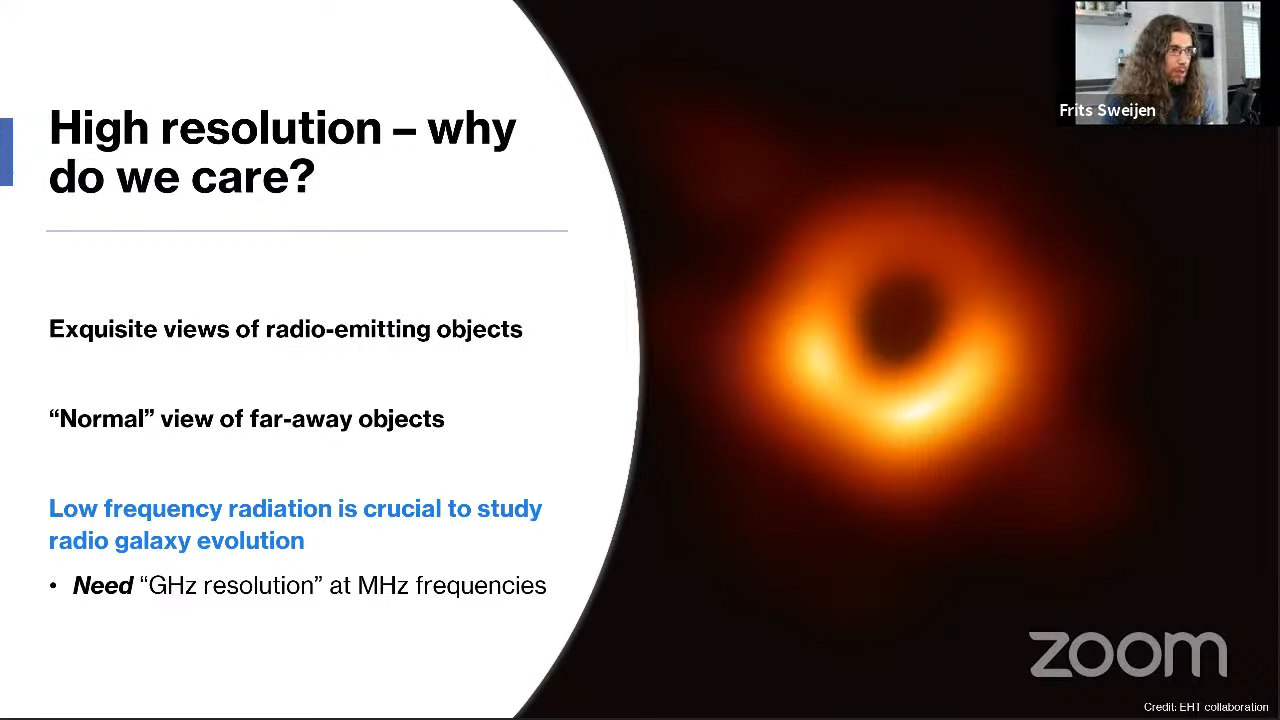 High resolution – why
do we care?
Exquisite views of radio-emitting objects
“Normal” view of far-away objects
Low frequency radiation is crucial to study
radio galaxy evolution
• Need “GHz resolution” at MHz frequencies
Frits Sweijen
zoom
Credit: EHT collaboration